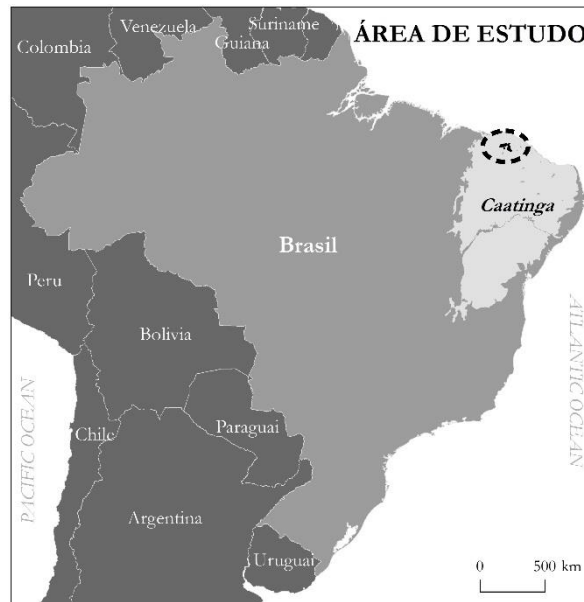 ÁREA DE ESTUDO
Venezuela
Suriname
Colombia
Guiana
Caatinga
Brasil
Peru
Bolivia
ATLANTIC OCEAN
PACIFIC OCEAN
Paraguai
Chile
Argentina
Uruguai
0 500 km